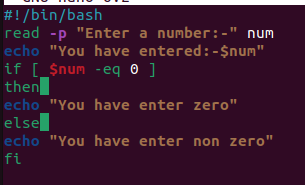 #!/bin/bash
read -p "Enter a number:-" num
echo "You have entered:-$num"
if [ $num -eq 0 ]
then
echo "You have enter zero"
else
echo "You have enter non zero"
fi